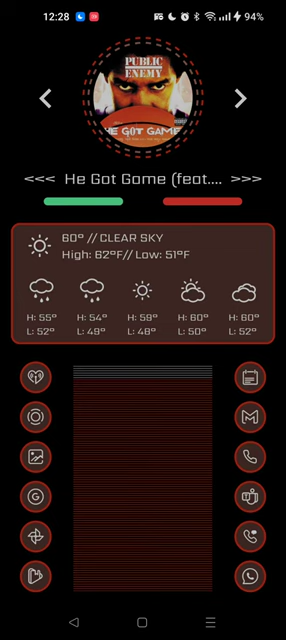 12:28
94%
PUBLIC
ENEMY
HE GOT GAME
<<< He Got Game (feat.... >>>
60° // CLEAR SKY
High: 62°F// Low: 51°F
H: 55° H: 54° H: 59° H: 60° H: 60°
L: 52° L: 49° L: 48° L: 50° L: 52°